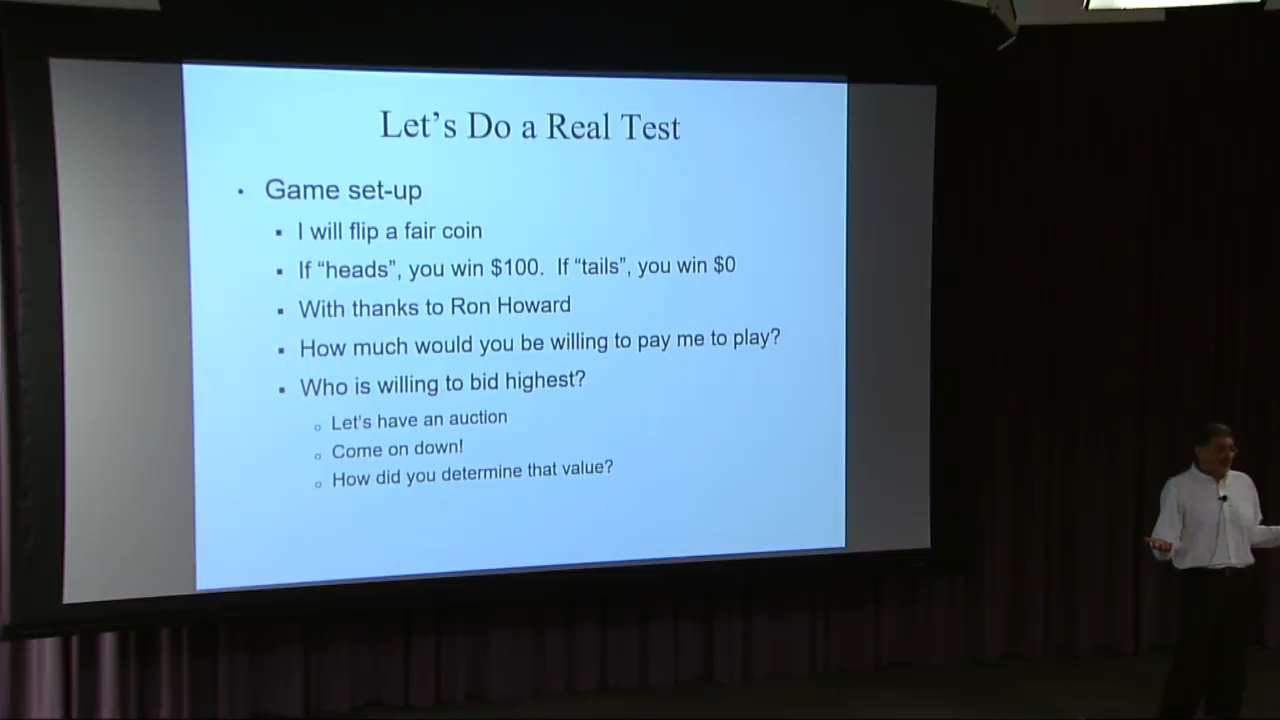 Let's Do a Real Test
• Game set-up
▪ I will flip a fair coin
▪ If “heads”, you win $100. If “tails”, you win $0
▪ With thanks to Ron Howard
▪ How much would you be willing to pay me to play?
▪ Who is willing to bid highest?
○ Let's have an auction
○ Come on down!
○ How did you determine that value?